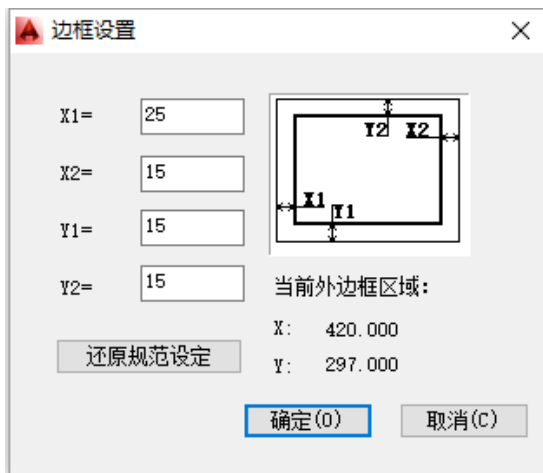 边框设置
X1= 25
X2= 15
Y1= 15
Y2= 15
Y2 X2
X1 Y1
当前外边框区域:
X: 420.000
Y: 297.000
还原规范设定
确定(O) 取消(C)